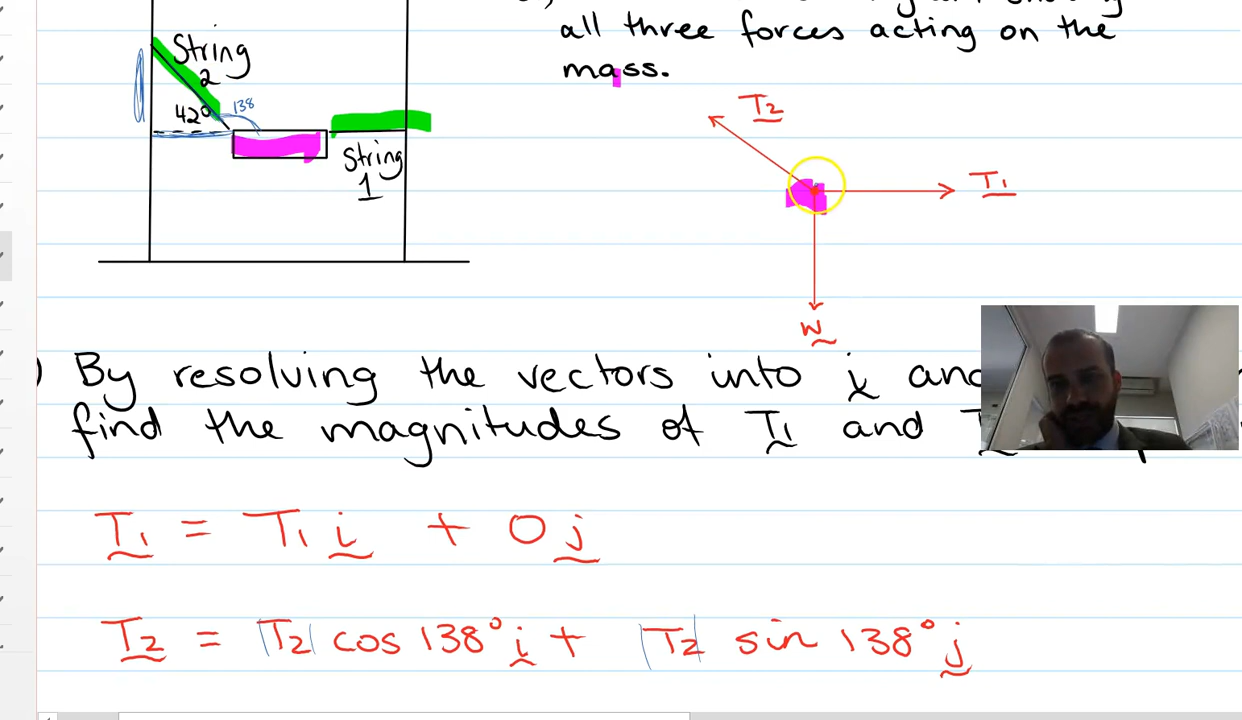 all three forces acting on the
mass.
String
2
42°
138
String
1
T2
T1
W
) By resolving the vectors into i and
find the magnitudes of T1 and
T1 = T1 i + 0 j
T2 = |T2| cos 138° i + |T2| sin 138° j